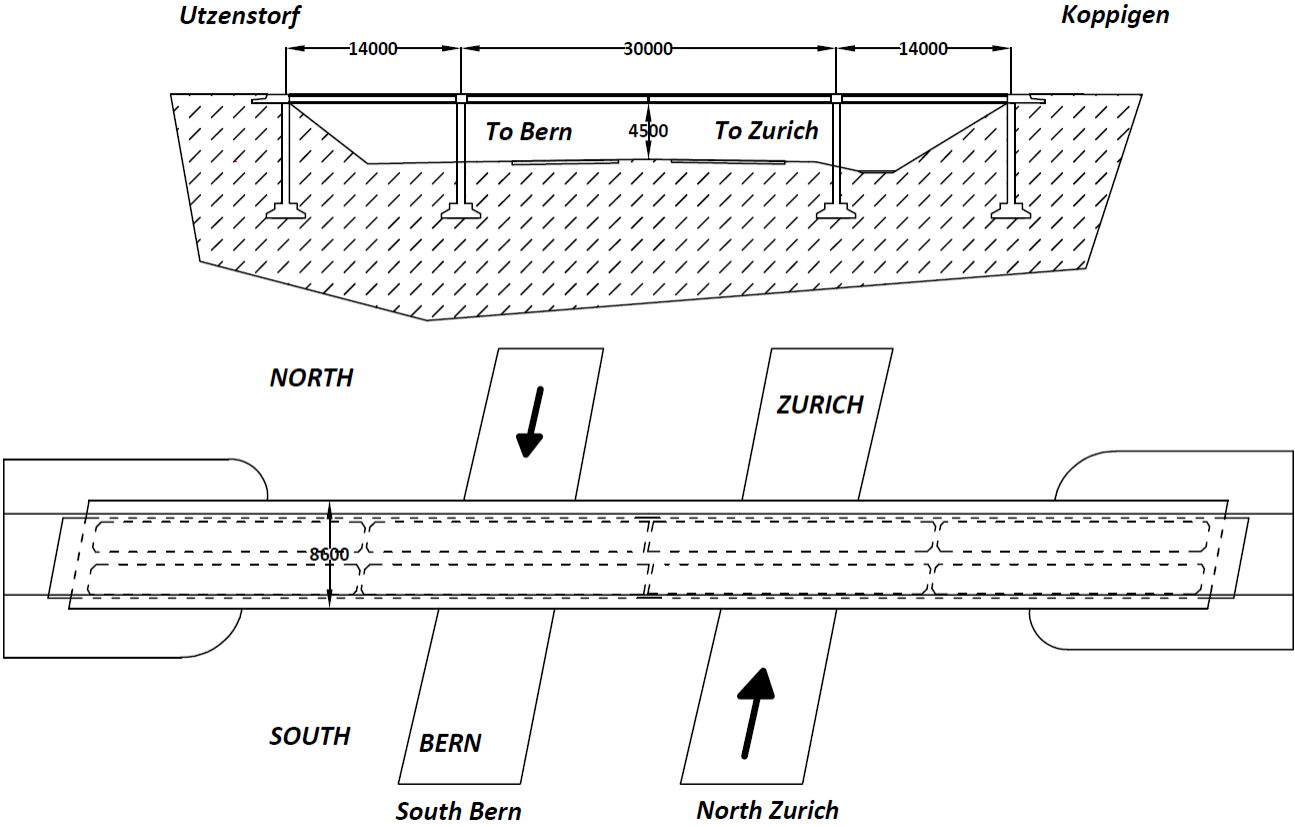 Utzenstorf
Koppigen
14000
30000
14000
To Bern
4500
To Zurich
NORTH
ZURICH
8600
SOUTH
BERN
South Bern
North Zurich